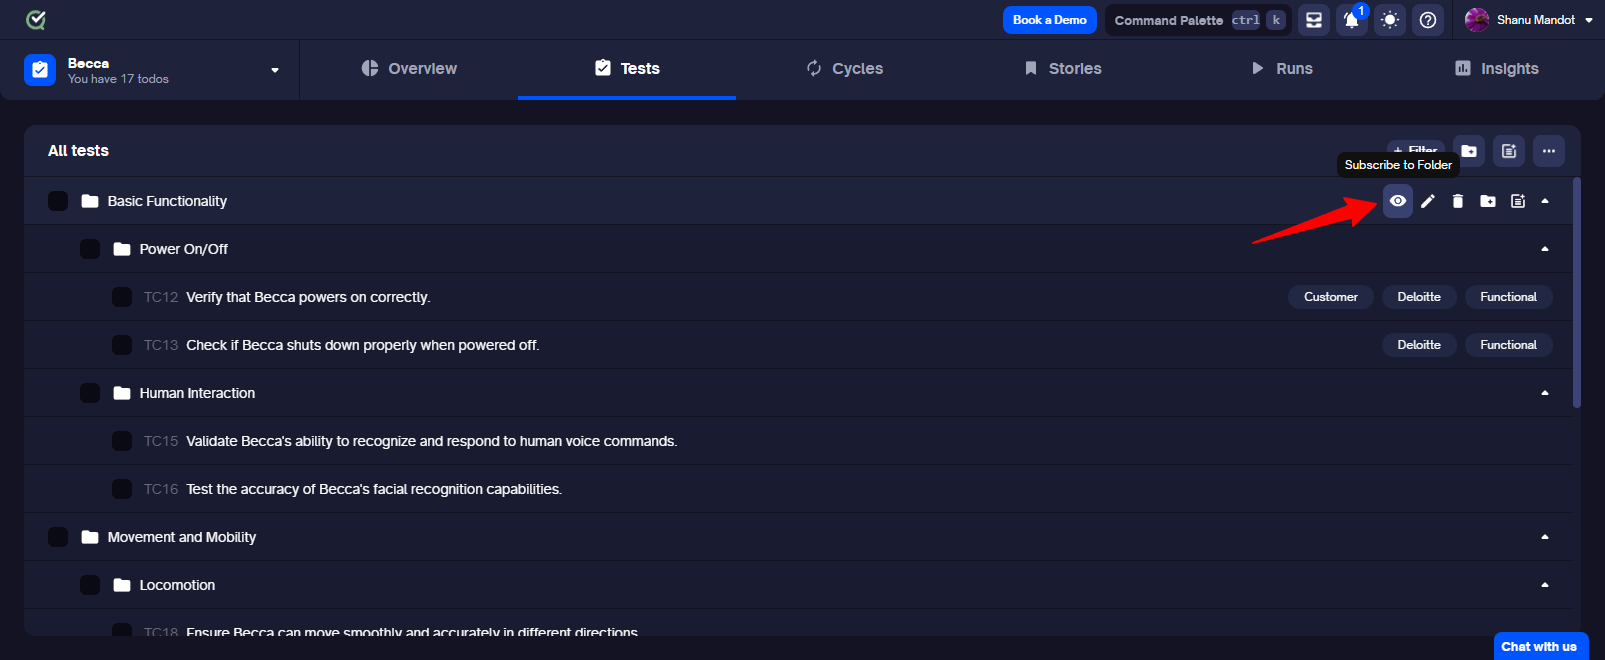 Book a Demo Command Palette ctrl k 1 Shanu Mandot
Becca
You have 17 todos
Overview Tests Cycles Stories Runs Insights
All tests + Filter
Subscribe to Folder
Basic Functionality
Power On/Off
TC12 Verify that Becca powers on correctly. Customer Deloitte Functional
TC13 Check if Becca shuts down properly when powered off. Deloitte Functional
Human Interaction
TC15 Validate Becca's ability to recognize and respond to human voice commands.
TC16 Test the accuracy of Becca's facial recognition capabilities.
Movement and Mobility
Locomotion
TC18 Ensure Becca can move smoothly and accurately in different directions.
Chat with us